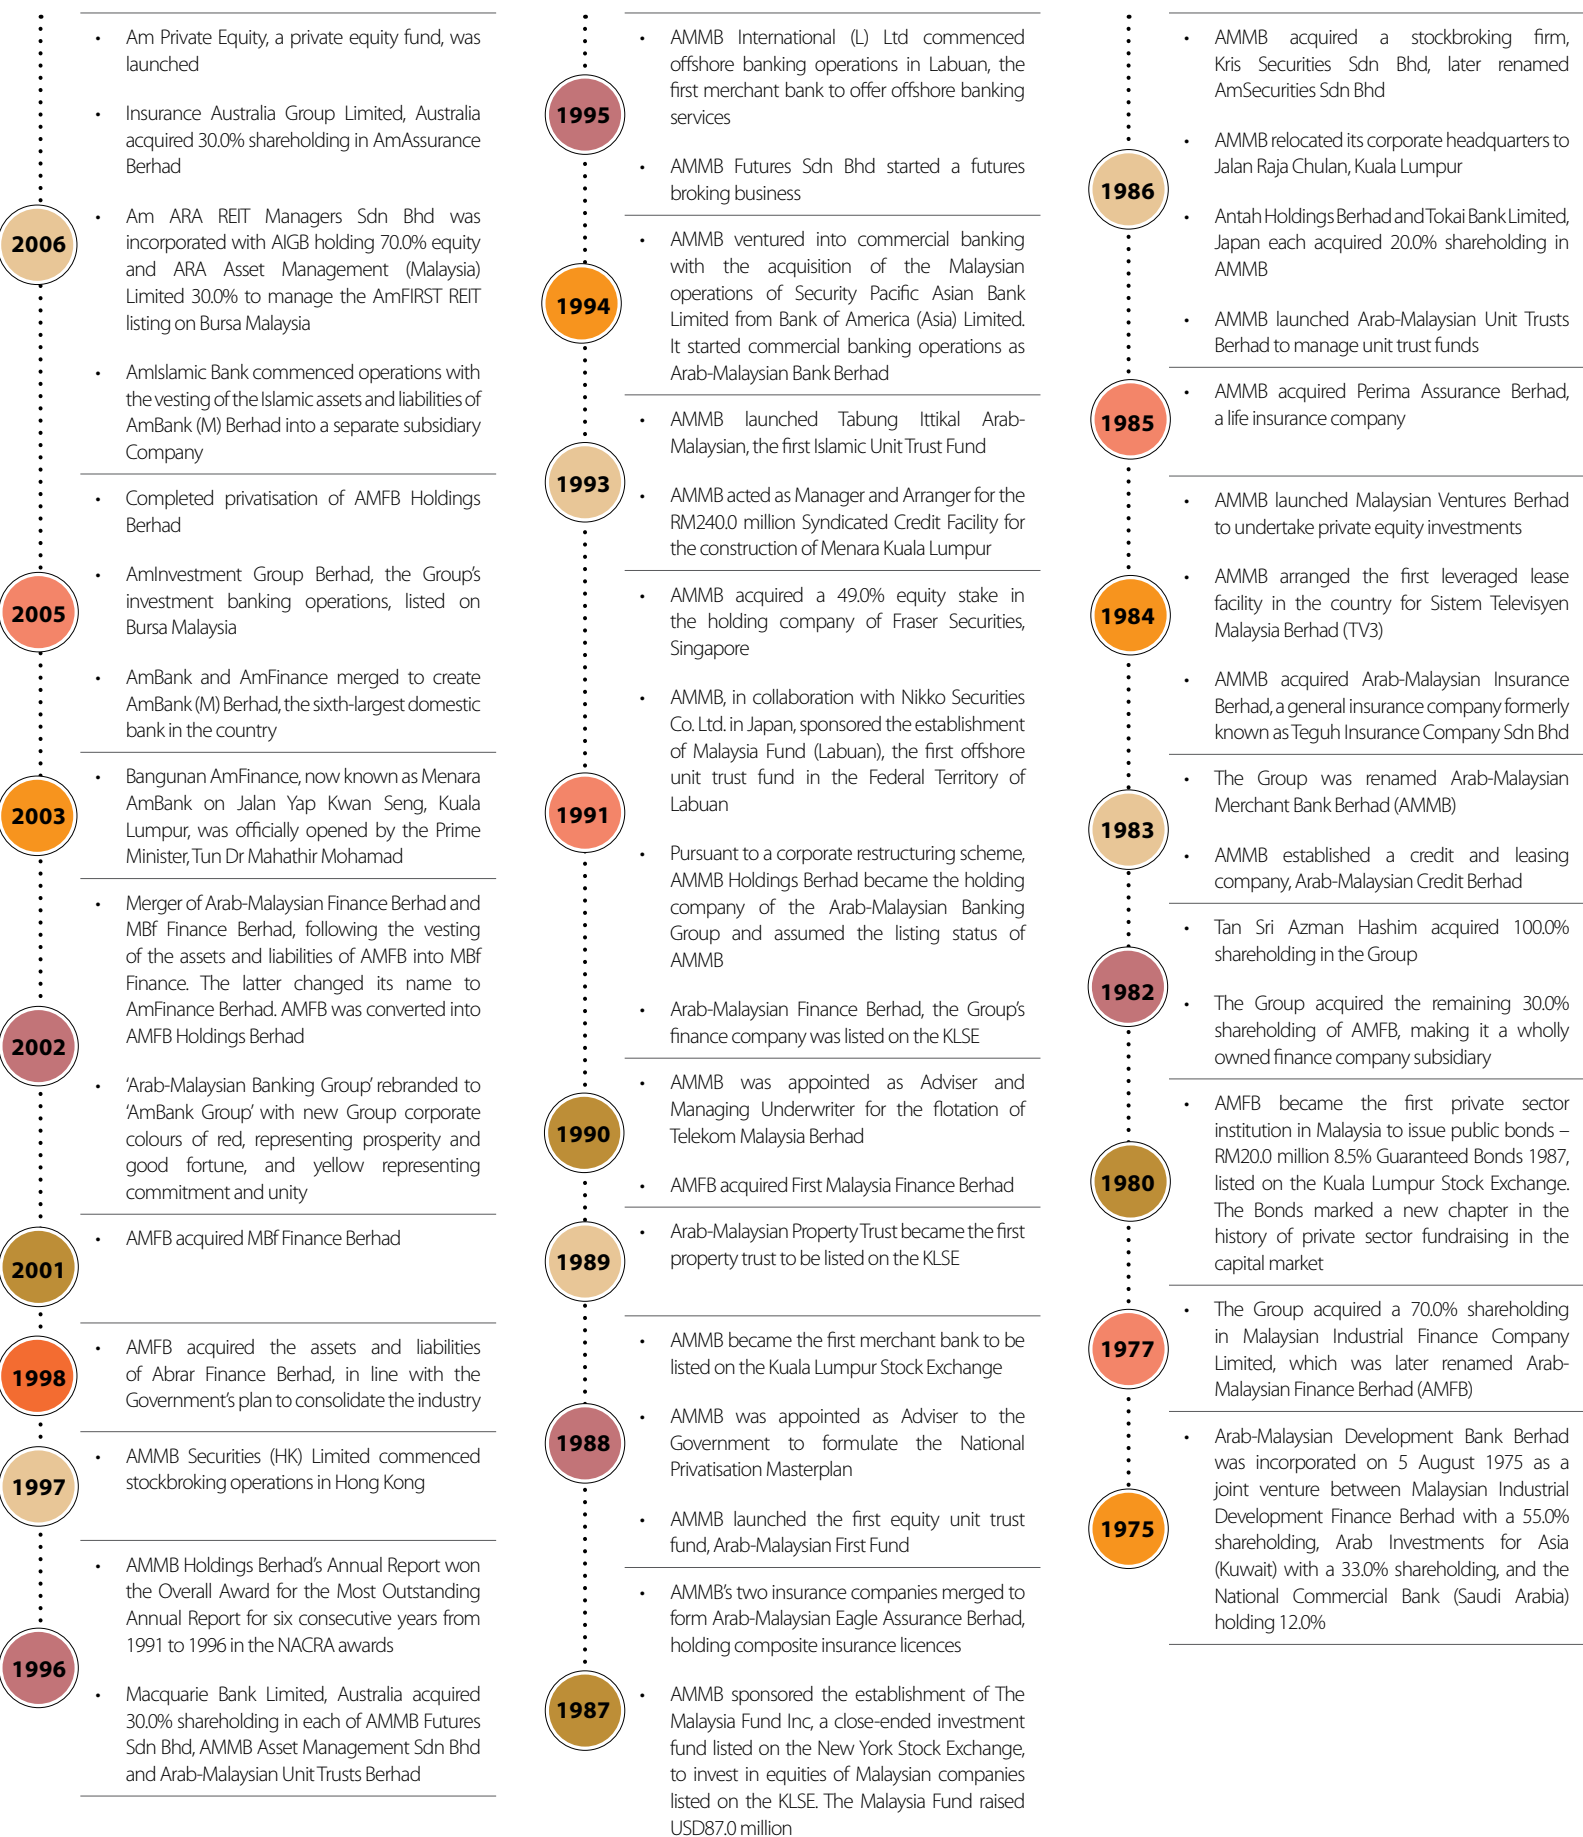 2006
• Am Private Equity, a private equity fund, was
launched
• Insurance Australia Group Limited, Australia
acquired 30.0% shareholding in AmAssurance
Berhad
• Am ARA REIT Managers Sdn Bhd was
incorporated with AIGB holding 70.0% equity
and ARA Asset Management (Malaysia)
Limited 30.0% to manage the AmFIRST REIT
listing on Bursa Malaysia
• AmIslamic Bank commenced operations with
the vesting of the Islamic assets and liabilities of
AmBank (M) Berhad into a separate subsidiary
Company
2005
• Completed privatisation of AMFB Holdings
Berhad
• AmInvestment Group Berhad, the Group's
investment banking operations, listed on
Bursa Malaysia
• AmBank and AmFinance merged to create
AmBank (M) Berhad, the sixth-largest domestic
bank in the country
2003
• Bangunan AmFinance, now known as Menara
AmBank on Jalan Yap Kwan Seng, Kuala
Lumpur, was officially opened by the Prime
Minister, Tun Dr Mahathir Mohamad
2002
• Merger of Arab-Malaysian Finance Berhad and
MBf Finance Berhad, following the vesting
of the assets and liabilities of AMFB into MBf
Finance. The latter changed its name to
AmFinance Berhad. AMFB was converted into
AMFB Holdings Berhad
• 'Arab-Malaysian Banking Group' rebranded to
'AmBank Group' with new Group corporate
colours of red, representing prosperity and
good fortune, and yellow representing
commitment and unity
2001
• AMFB acquired MBf Finance Berhad
1998
• AMFB acquired the assets and liabilities
of Abrar Finance Berhad, in line with the
Government's plan to consolidate the industry
1997
• AMMB Securities (HK) Limited commenced
stockbroking operations in Hong Kong
1996
• AMMB Holdings Berhad's Annual Report won
the Overall Award for the Most Outstanding
Annual Report for six consecutive years from
1991 to 1996 in the NACRA awards
• Macquarie Bank Limited, Australia acquired
30.0% shareholding in each of AMMB Futures
Sdn Bhd, AMMB Asset Management Sdn Bhd
and Arab-Malaysian Unit Trusts Berhad
1995
• AMMB International (L) Ltd commenced
offshore banking operations in Labuan, the
first merchant bank to offer offshore banking
services
• AMMB Futures Sdn Bhd started a futures
broking business
1994
• AMMB ventured into commercial banking
with the acquisition of the Malaysian
operations of Security Pacific Asian Bank
Limited from Bank of America (Asia) Limited.
It started commercial banking operations as
Arab-Malaysian Bank Berhad
1993
• AMMB launched Tabung Ittikal Arab-
Malaysian, the first Islamic Unit Trust Fund
• AMMB acted as Manager and Arranger for the
RM240.0 million Syndicated Credit Facility for
the construction of Menara Kuala Lumpur
1991
• AMMB acquired a 49.0% equity stake in
the holding company of Fraser Securities,
Singapore
• AMMB, in collaboration with Nikko Securities
Co. Ltd. in Japan, sponsored the establishment
of Malaysia Fund (Labuan), the first offshore
unit trust fund in the Federal Territory of
Labuan
• Pursuant to a corporate restructuring scheme,
AMMB Holdings Berhad became the holding
company of the Arab-Malaysian Banking
Group and assumed the listing status of
AMMB
• Arab-Malaysian Finance Berhad, the Group's
finance company was listed on the KLSE
1990
• AMMB was appointed as Adviser and
Managing Underwriter for the flotation of
Telekom Malaysia Berhad
• AMFB acquired First Malaysia Finance Berhad
1989
• Arab-Malaysian Property Trust became the first
property trust to be listed on the KLSE
1988
• AMMB became the first merchant bank to be
listed on the Kuala Lumpur Stock Exchange
• AMMB was appointed as Adviser to the
Government to formulate the National
Privatisation Masterplan
• AMMB launched the first equity unit trust
fund, Arab-Malaysian First Fund
1987
• AMMB's two insurance companies merged to
form Arab-Malaysian Eagle Assurance Berhad,
holding composite insurance licences
• AMMB sponsored the establishment of The
Malaysia Fund Inc, a close-ended investment
fund listed on the New York Stock Exchange,
to invest in equities of Malaysian companies
listed on the KLSE. The Malaysia Fund raised
USD87.0 million
1986
• AMMB acquired a stockbroking firm,
Kris Securities Sdn Bhd, later renamed
AmSecurities Sdn Bhd
• AMMB relocated its corporate headquarters to
Jalan Raja Chulan, Kuala Lumpur
• Antah Holdings Berhad and Tokai Bank Limited,
Japan each acquired 20.0% shareholding in
AMMB
• AMMB launched Arab-Malaysian Unit Trusts
Berhad to manage unit trust funds
1985
• AMMB acquired Perima Assurance Berhad,
a life insurance company
1984
• AMMB launched Malaysian Ventures Berhad
to undertake private equity investments
• AMMB arranged the first leveraged lease
facility in the country for Sistem Televisyen
Malaysia Berhad (TV3)
• AMMB acquired Arab-Malaysian Insurance
Berhad, a general insurance company formerly
known as Teguh Insurance Company Sdn Bhd
1983
• The Group was renamed Arab-Malaysian
Merchant Bank Berhad (AMMB)
• AMMB established a credit and leasing
company, Arab-Malaysian Credit Berhad
1982
• Tan Sri Azman Hashim acquired 100.0%
shareholding in the Group
• The Group acquired the remaining 30.0%
shareholding of AMFB, making it a wholly
owned finance company subsidiary
1980
• AMFB became the first private sector
institution in Malaysia to issue public bonds –
RM20.0 million 8.5% Guaranteed Bonds 1987,
listed on the Kuala Lumpur Stock Exchange.
The Bonds marked a new chapter in the
history of private sector fundraising in the
capital market
1977
• The Group acquired a 70.0% shareholding
in Malaysian Industrial Finance Company
Limited, which was later renamed Arab-
Malaysian Finance Berhad (AMFB)
1975
• Arab-Malaysian Development Bank Berhad
was incorporated on 5 August 1975 as a
joint venture between Malaysian Industrial
Development Finance Berhad with a 55.0%
shareholding, Arab Investments for Asia
(Kuwait) with a 33.0% shareholding, and the
National Commercial Bank (Saudi Arabia)
holding 12.0%